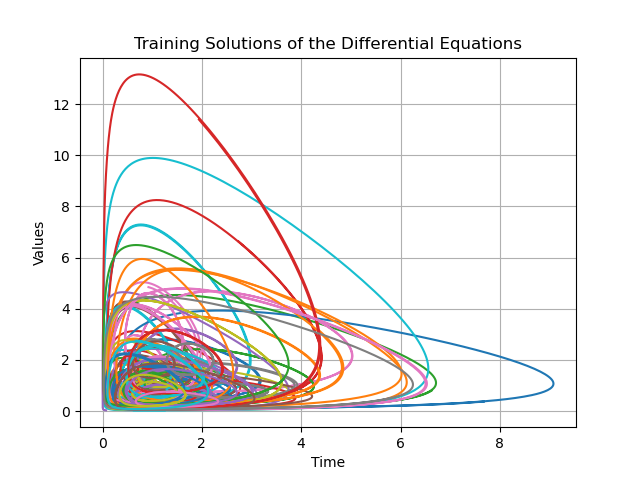 Training Solutions of the Differential Equations
Values
12
10
8
6
4
2
0
0 2 4 6 8
Time